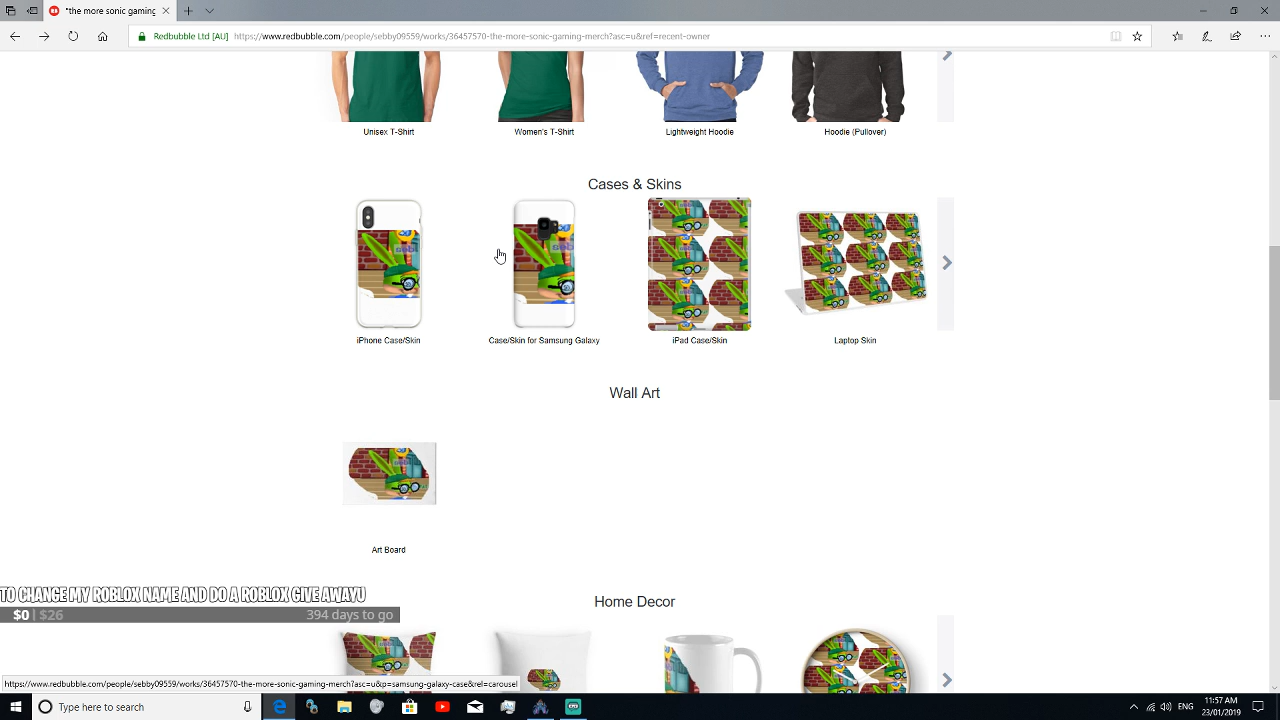 "the more sonic gaming
Redbubble Ltd [AU] https://www.redbubble.com/people/sebby09559/works/36457570-the-more-sonic-gaming-merch?asc=u&ref=recent-owner
Unisex T-Shirt Women's T-Shirt Lightweight Hoodie Hoodie (Pullover)
Cases & Skins
iPhone Case/Skin Case/Skin for Samsung Galaxy iPad Case/Skin Laptop Skin
Wall Art
Art Board
TO CHANGE MY ROBLOX NAME AND DO A ROBLOX GIVE AWAYU
$0 | $26 394 days to go
Home Decor
https://www.redbubble.com/people/sebby09559/works/36457570-the-more-sonic-gaming-merch?asc=u&p=samsung-galaxy-case&rel=carousel
Type here to search
ENG
11:57 AM
23/01/2019